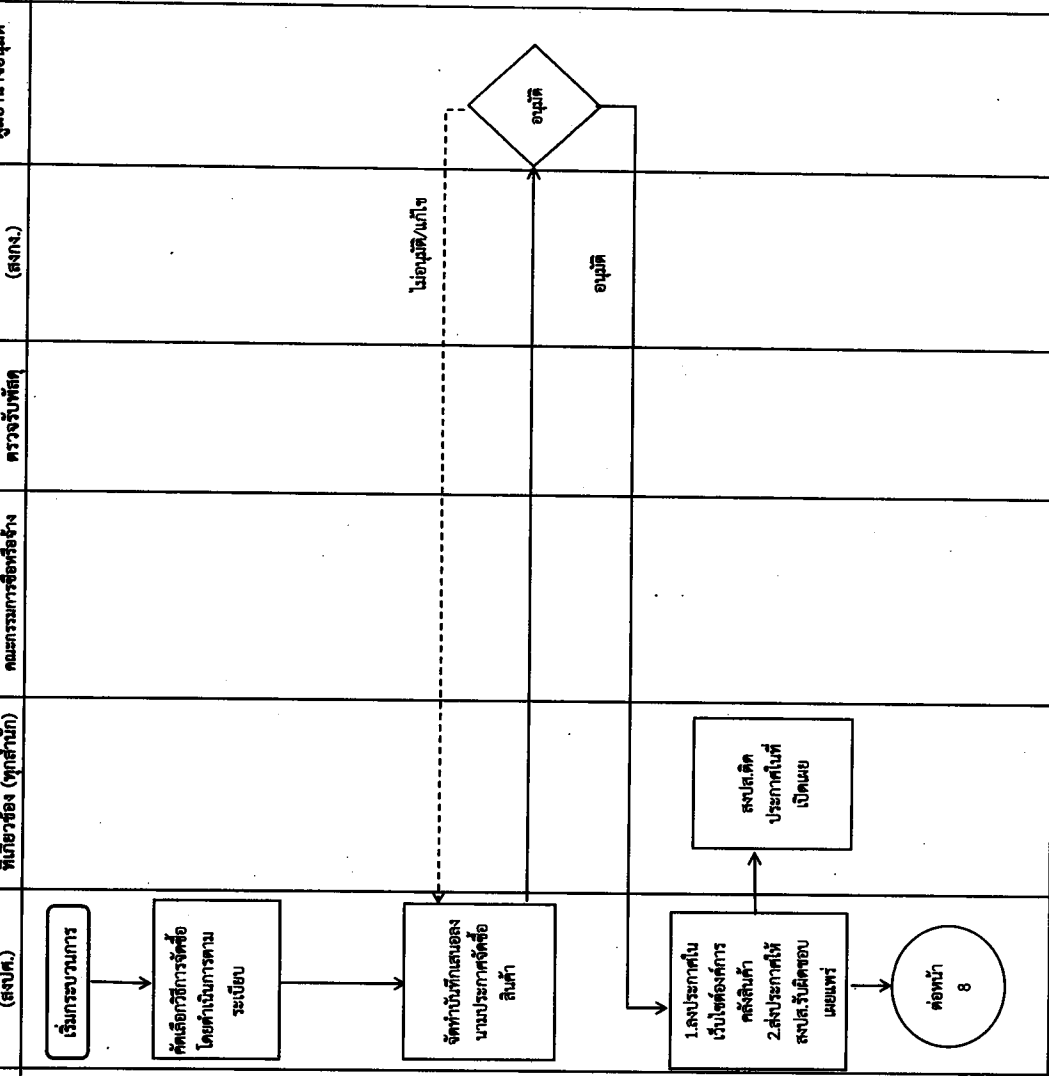 (สงปค.)
ที่เกี่ยวข้อง (ทุกสำนัก)
คณะกรรมการซื้อหรือจ้าง
ตรวจรับพัสดุ
(สงกง.)
เริ่มกระบวนการ
คัดเลือกวิธีการจัดซื้อ
โดยดำเนินการตาม
ระเบียบ
จัดทำบันทึกเสนอลง
นามประกาศจัดซื้อ
สินค้า
ไม่อนุมัติ/แก้ไข
อนุมัติ
อนุมัติ
1.ลงประกาศใน
เว็บไซต์องค์การ
คลังสินค้า
2.ส่งประกาศให้
สงปส.รับผิดชอบ
เผยแพร่
สงปส.ติด
ประกาศในที่
เปิดเผย
ต่อหน้า
8